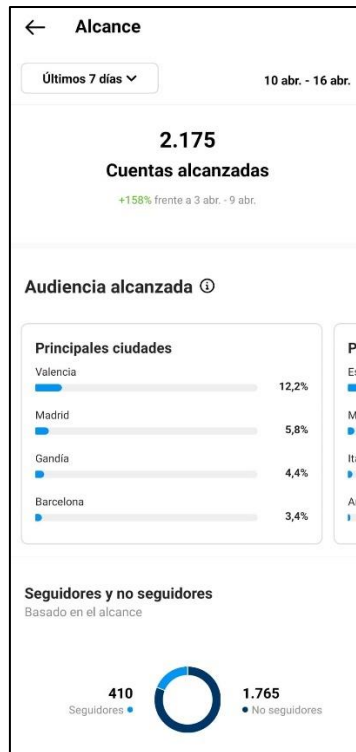 Alcance
Últimos 7 días
10 abr. - 16 abr.
2.175
Cuentas alcanzadas
+158% frente a 3 abr. - 9 abr.
Audiencia alcanzada
Principales ciudades
Valencia
12,2%
Madrid
5,8%
Gandía
4,4%
Barcelona
3,4%
Seguidores y no seguidores
Basado en el alcance
410
Seguidores
1.765
No seguidores